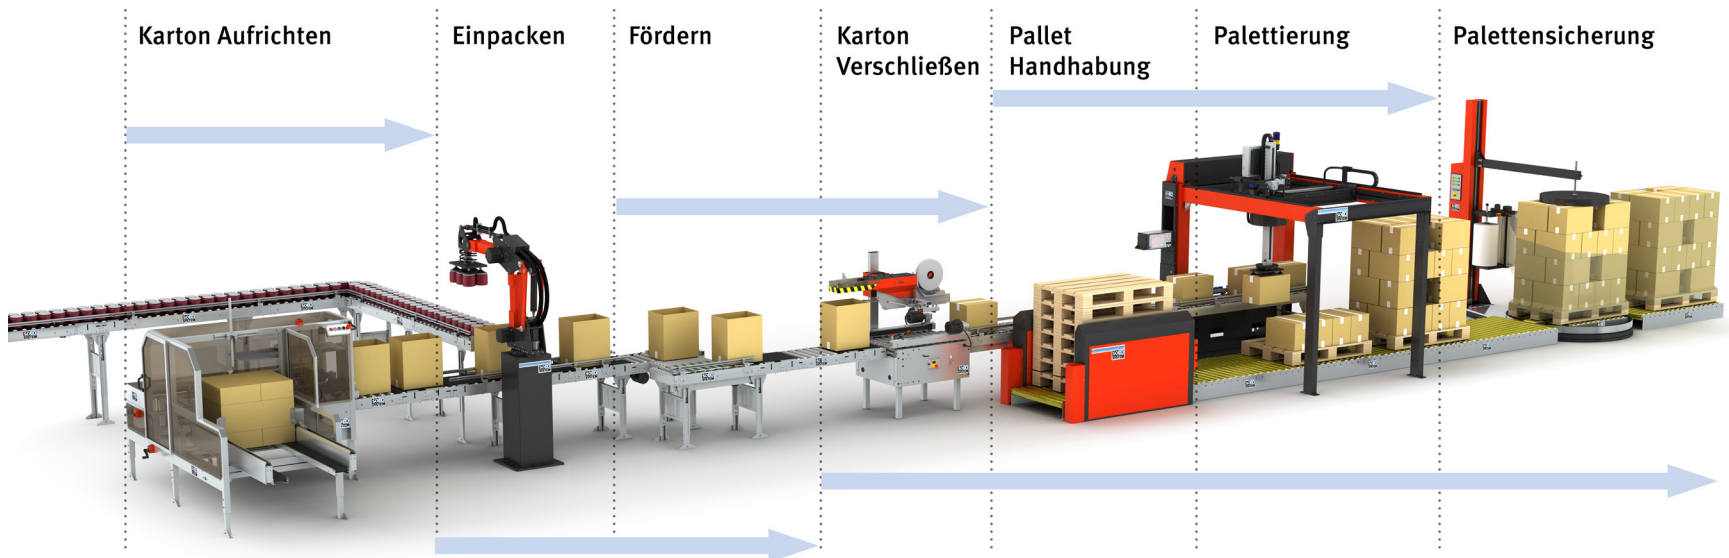 Karton Aufrichten
Einpacken
Fördern
Karton
Verschließen
Pallet
Handhabung
Palettierung
Palettensicherung